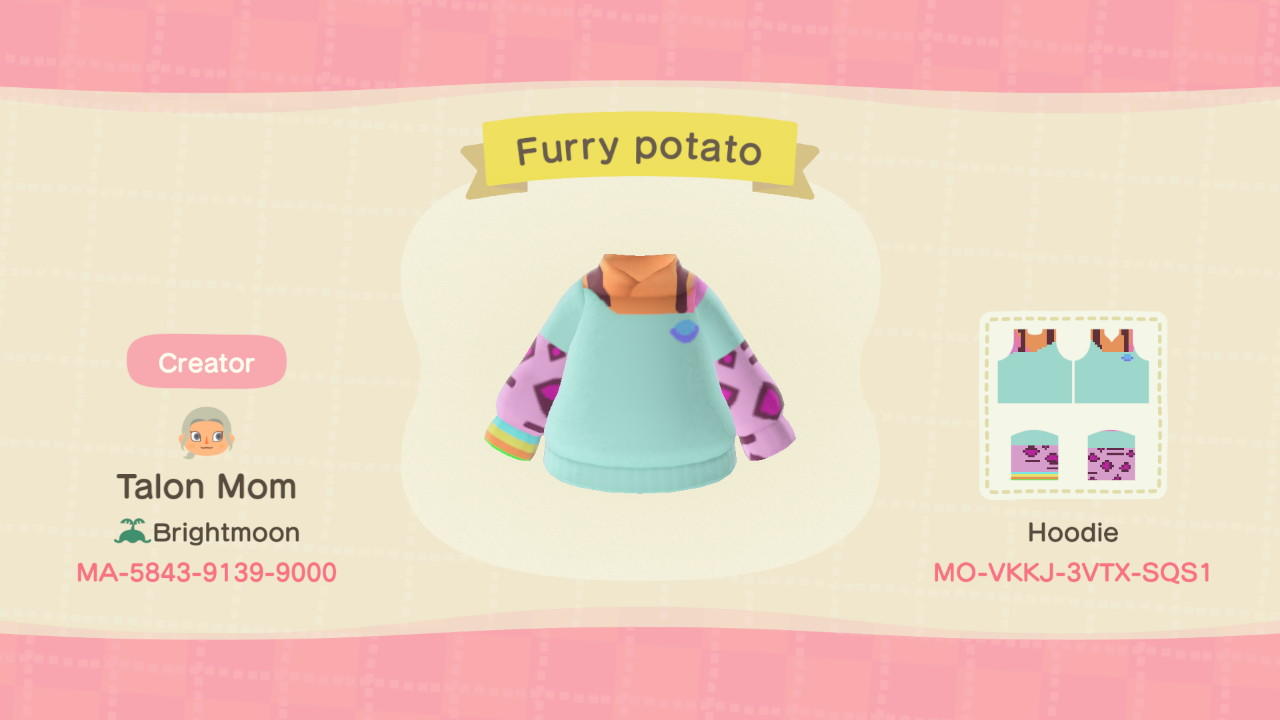 Furry potato
Creator
Talon Mom
Brightmoon
MA-5843-9139-9000
Hoodie
MO-VKKJ-3VTX-SQS1